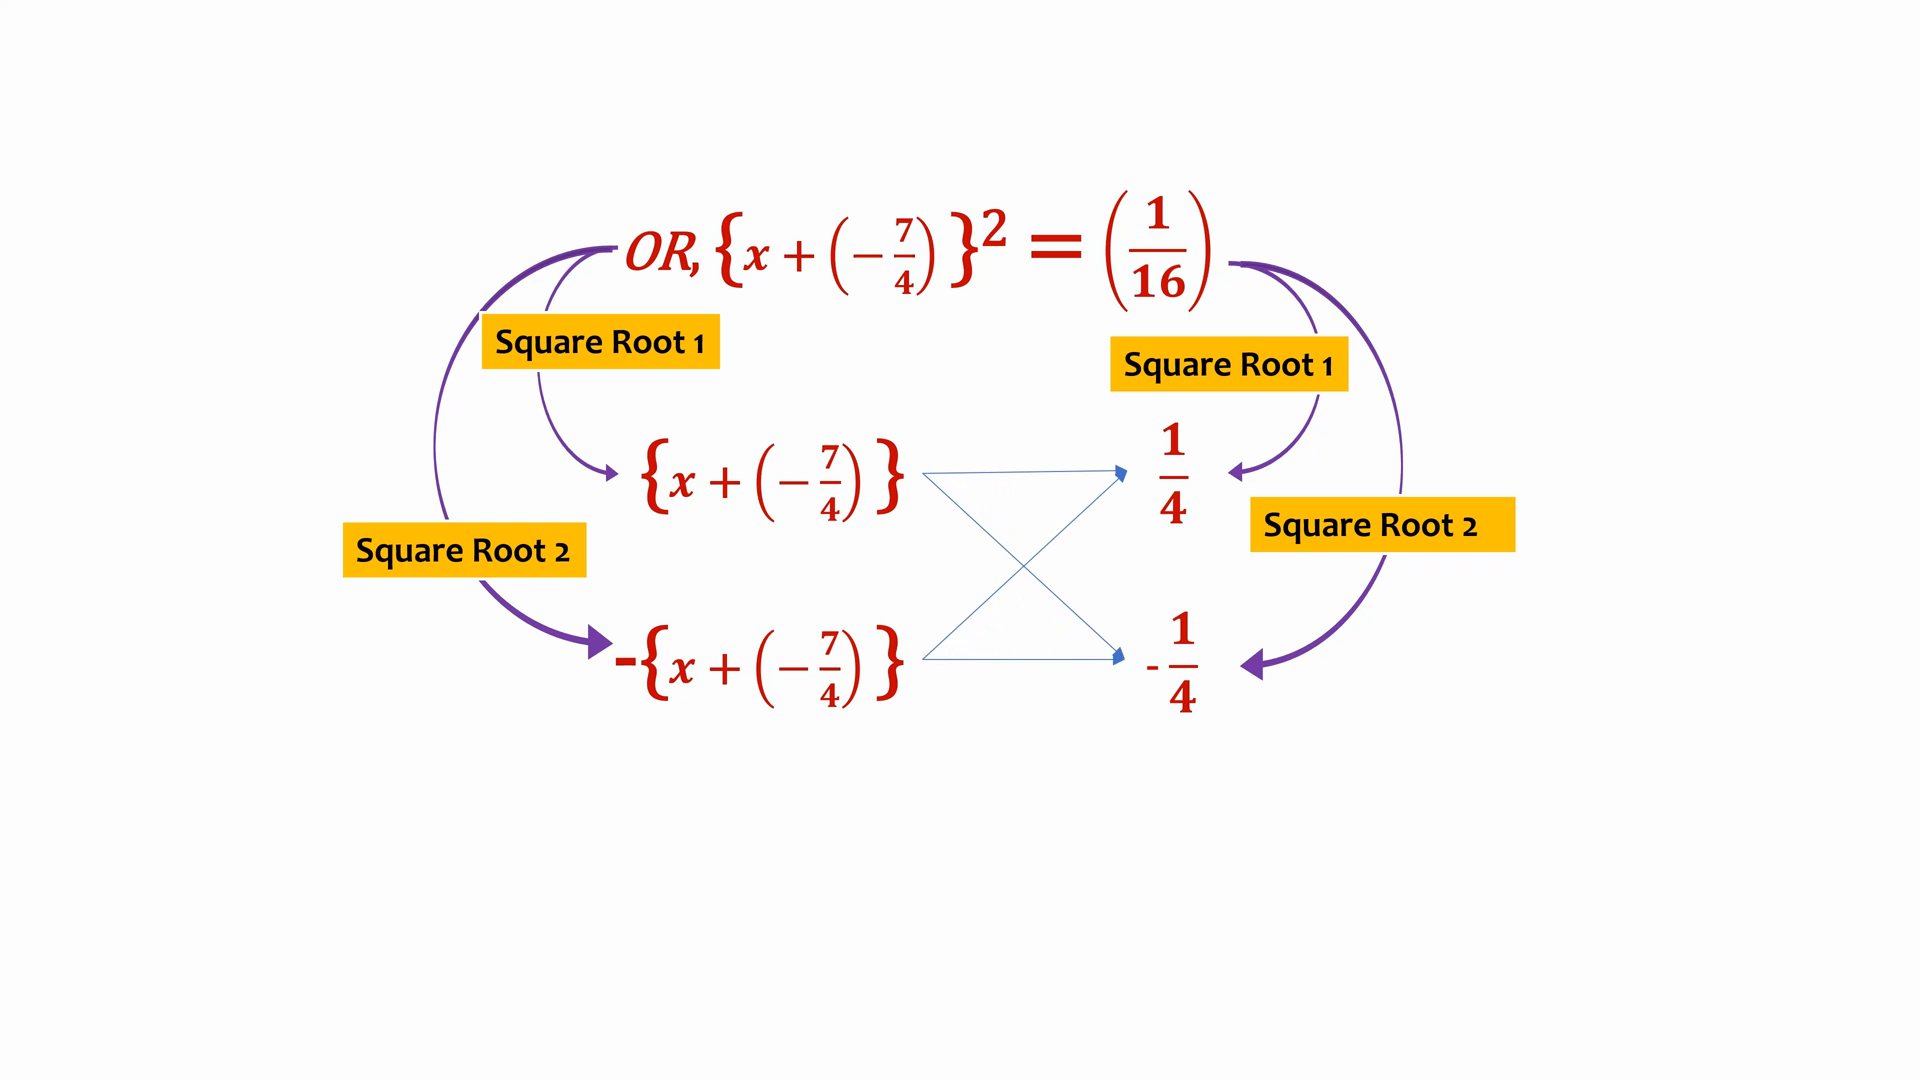 OR, {x + (− 7/4)}² = (1/16)
Square Root 1
Square Root 1
{x + (− 7/4)} 1/4
Square Root 2
Square Root 2
-{x + (− 7/4)} - 1/4